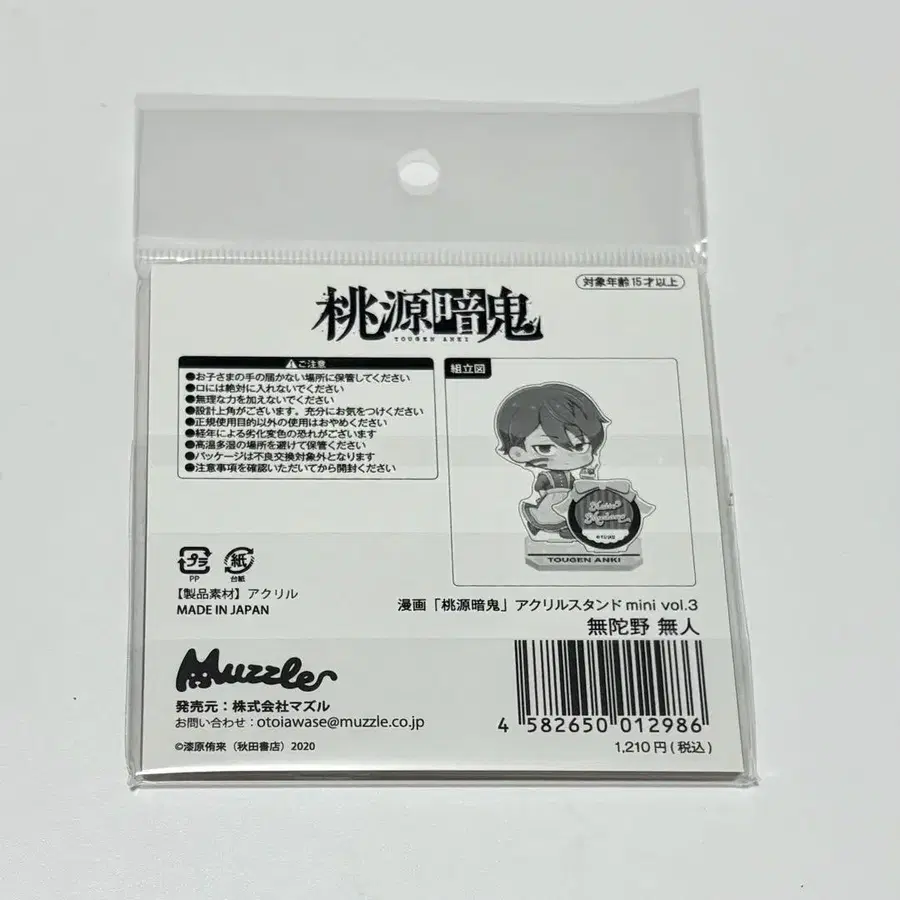 対象年齢15才以上
桃源暗鬼
TOUGEN ANKI
ご注意
●お子さまの手の届かない場所に保管してください
●口には絶対に入れないでください
●無理な力を加えないでください
●設計上角がございます。充分にお気をつけください
●正規使用目的以外の使用はおやめください
●経年による劣化変色の恐れがございます
●高温多湿の場所を避けて保管ください
●パッケージは不良交換対象外となります
●注意事項を確認いただいてから開封ください
組立図
TOUGEN ANKI
プラ
PP
紙
台紙
【製品素材】アクリル
MADE IN JAPAN
漫画「桃源暗鬼」アクリルスタンド mini vol.3
無陀野 無人
Muzzle
発売元：株式会社マズル
お問い合わせ：otoiawase@muzzle.co.jp
©漆原侑来（秋田書店）2020
4 582650 012986
1,210円（税込）